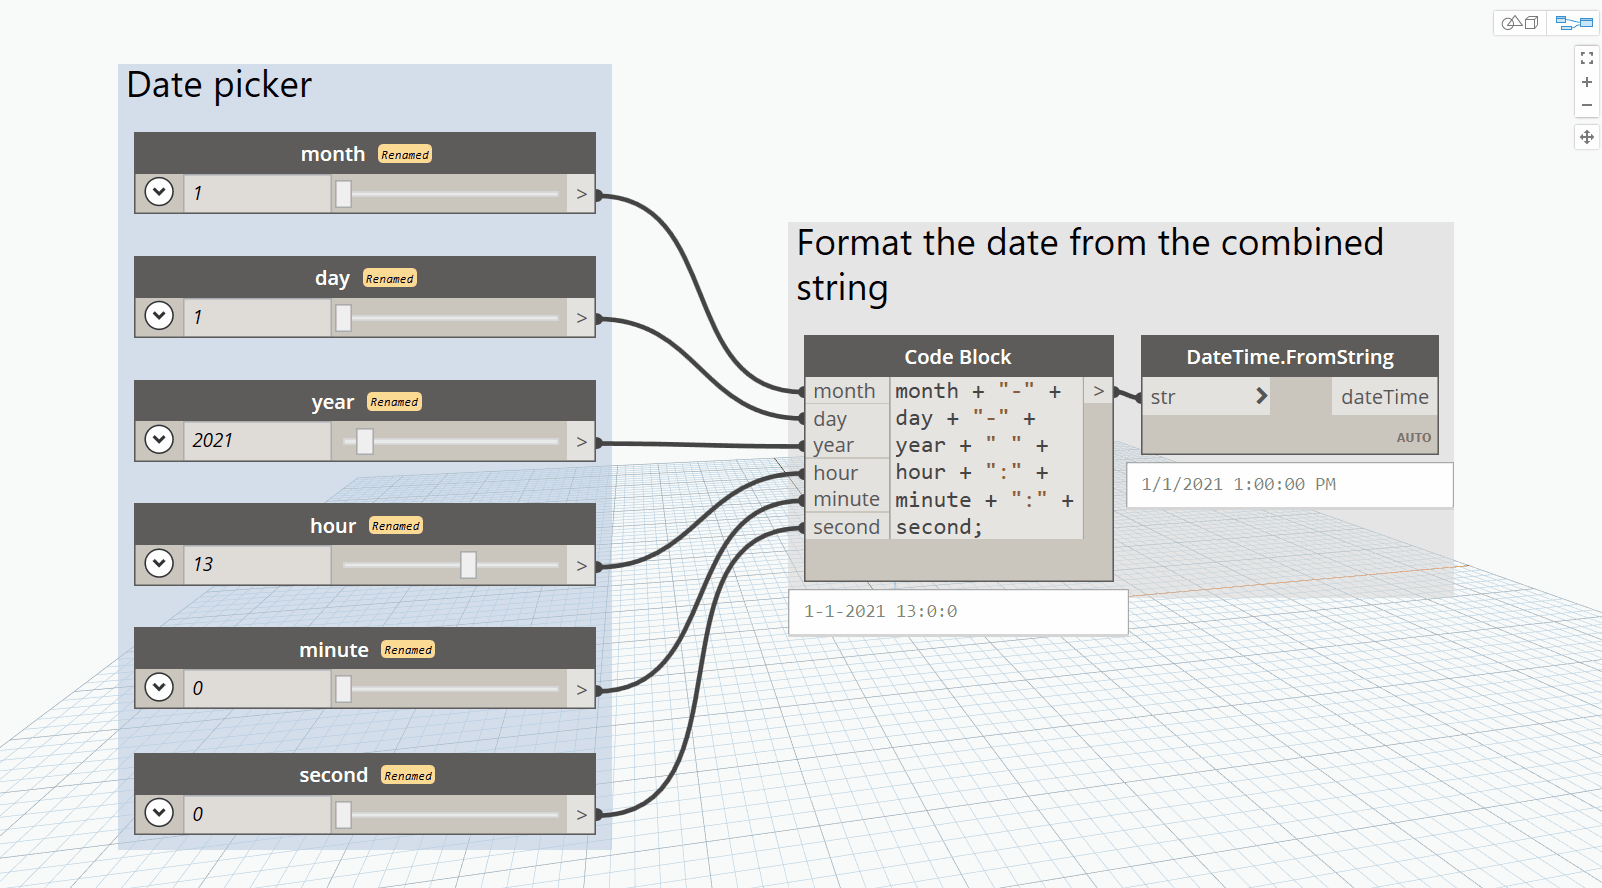 Date picker
month Renamed
1 >
day Renamed
1 >
year Renamed
2021 >
hour Renamed
13 >
minute Renamed
0 >
second Renamed
0 >
Format the date from the combined
string
Code Block
month month + "-" + >
day day + "-" +
year year + " " +
hour hour + ":" +
minute minute + ":" +
second second;
1-1-2021 13:0:0
DateTime.FromString
str > dateTime
AUTO
1/1/2021 1:00:00 PM